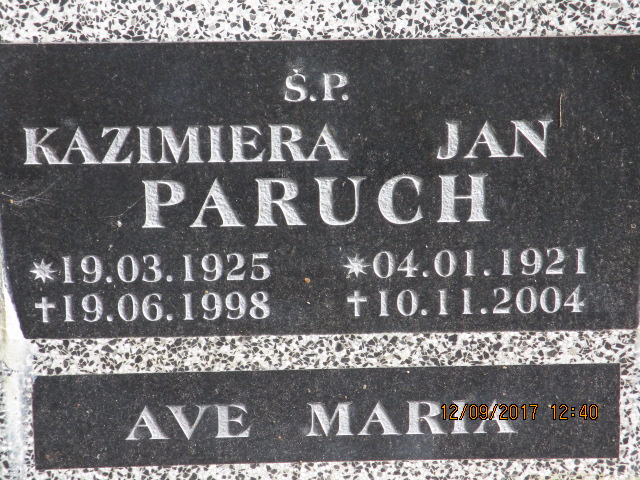 Ś.P.
KAZIMIERA JAN
PARUCH
*19.03.1925 *04.01.1921
†19.06.1998 †10.11.2004
AVE MARIA
12/09/2017 12:40